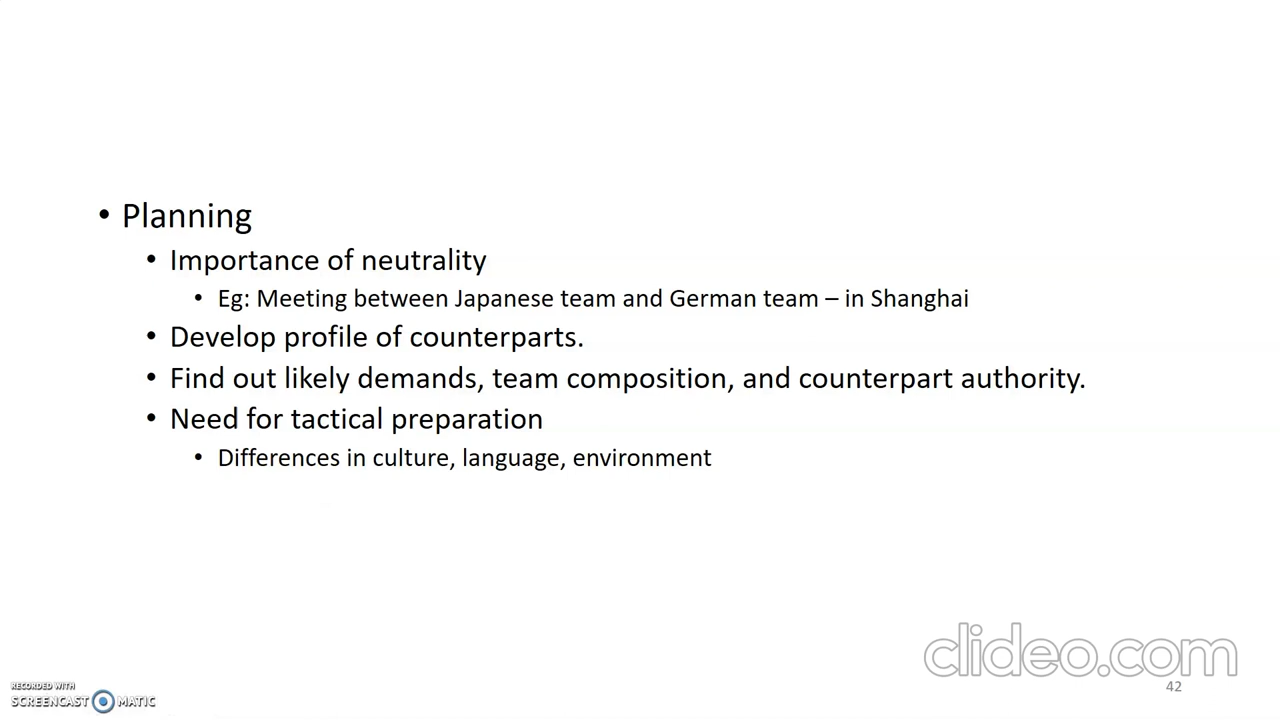 • Planning
• Importance of neutrality
• Eg: Meeting between Japanese team and German team – in Shanghai
• Develop profile of counterparts.
• Find out likely demands, team composition, and counterpart authority.
• Need for tactical preparation
• Differences in culture, language, environment
clideo.com
42
RECORDED WITH
SCREENCAST MATIC